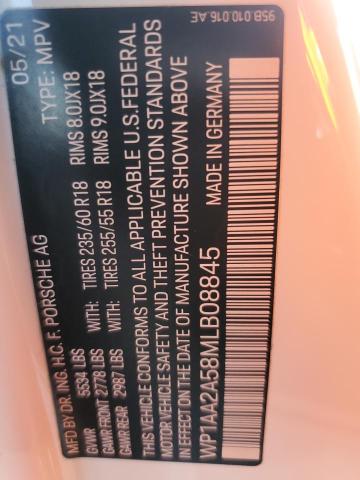 MFD BY DR. ING. H.C. F. PORSCHE AG 05/21
GVWR 5534 LBS TYPE: MPV
GAWR FRONT 2778 LBS WITH: TIRES 235/60 R18 RIMS 8.0JX18
GAWR REAR 2987 LBS WITH: TIRES 255/55 R18 RIMS 9.0JX18
THIS VEHICLE CONFORMS TO ALL APPLICABLE U.S. FEDERAL
MOTOR VEHICLE SAFETY AND THEFT PREVENTION STANDARDS
IN EFFECT ON THE DATE OF MANUFACTURE SHOWN ABOVE.
WP1AA2A58MLB08845 MADE IN GERMANY
95B.010.016.AE